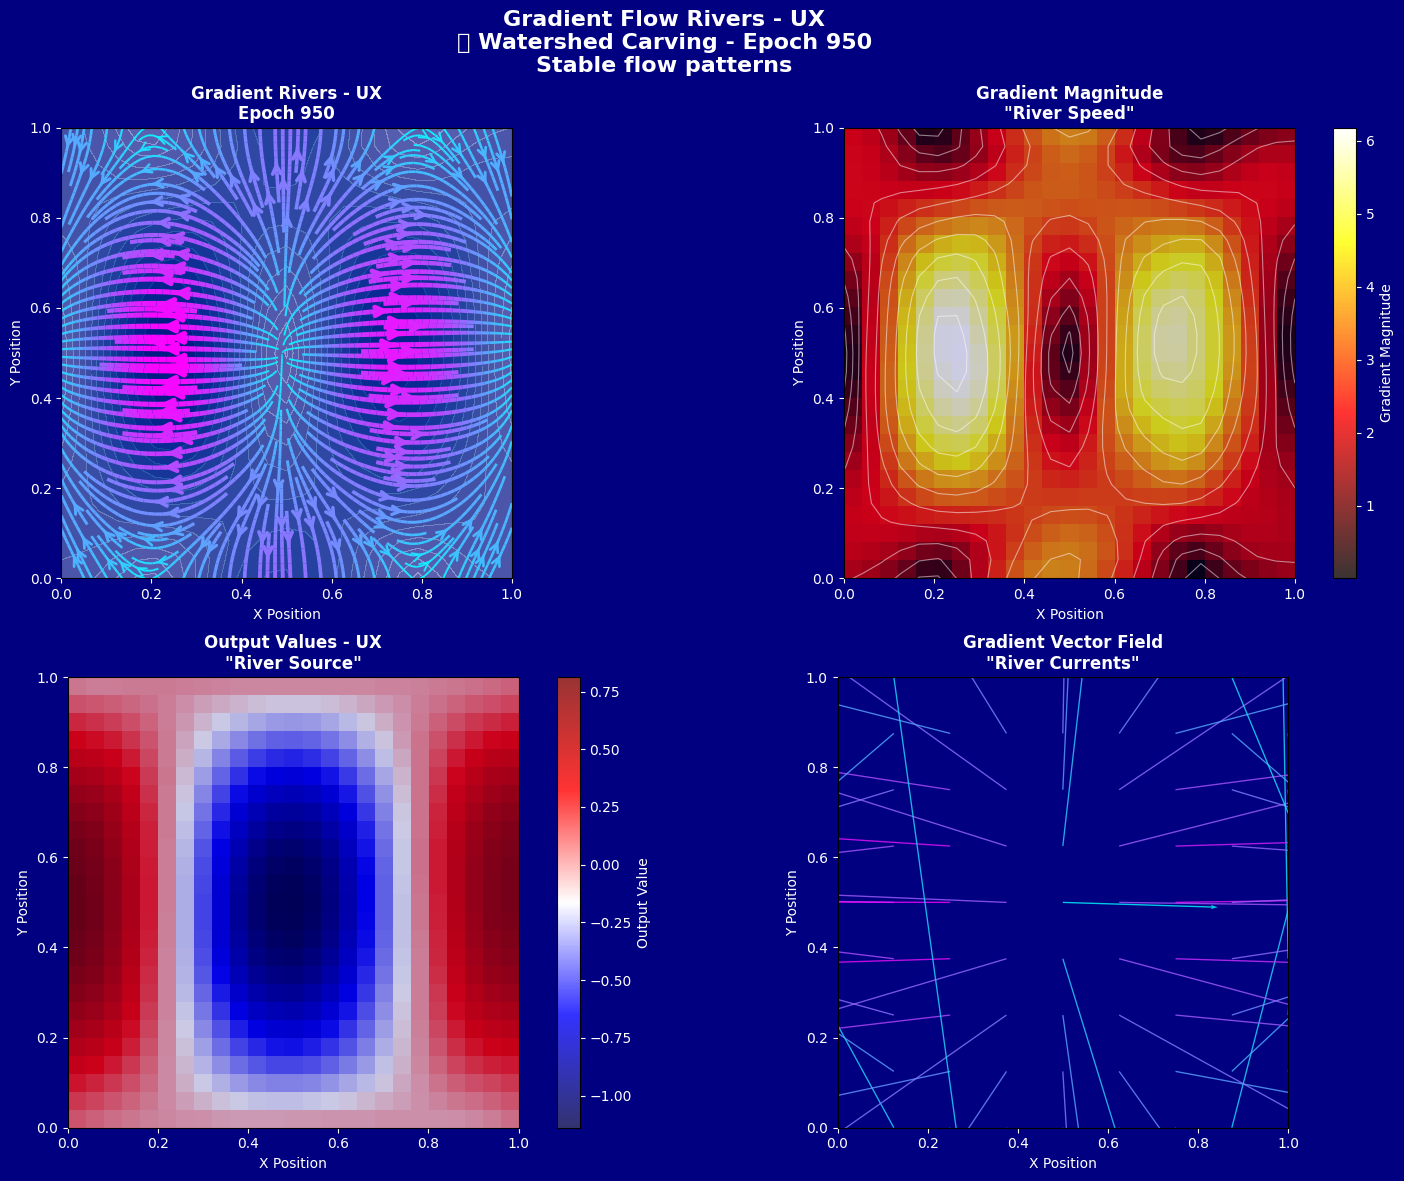 Gradient Flow Rivers - UX
Watershed Carving - Epoch 950
Stable flow patterns
Gradient Rivers - UX
Epoch 950
1.0
0.8
0.6
0.4
0.2
0.0
Y Position
0.0 0.2 0.4 0.6 0.8 1.0
X Position
Gradient Magnitude
"River Speed"
1.0
0.8
0.6
0.4
0.2
0.0
Y Position
0.0 0.2 0.4 0.6 0.8 1.0
X Position
6
5
4
3
2
1
Gradient Magnitude
Output Values - UX
"River Source"
1.0
0.8
0.6
0.4
0.2
0.0
Y Position
0.0 0.2 0.4 0.6 0.8 1.0
X Position
0.75
0.50
0.25
0.00
−0.25
−0.50
−0.75
−1.00
Output Value
Gradient Vector Field
"River Currents"
1.0
0.8
0.6
0.4
0.2
0.0
Y Position
0.0 0.2 0.4 0.6 0.8 1.0
X Position